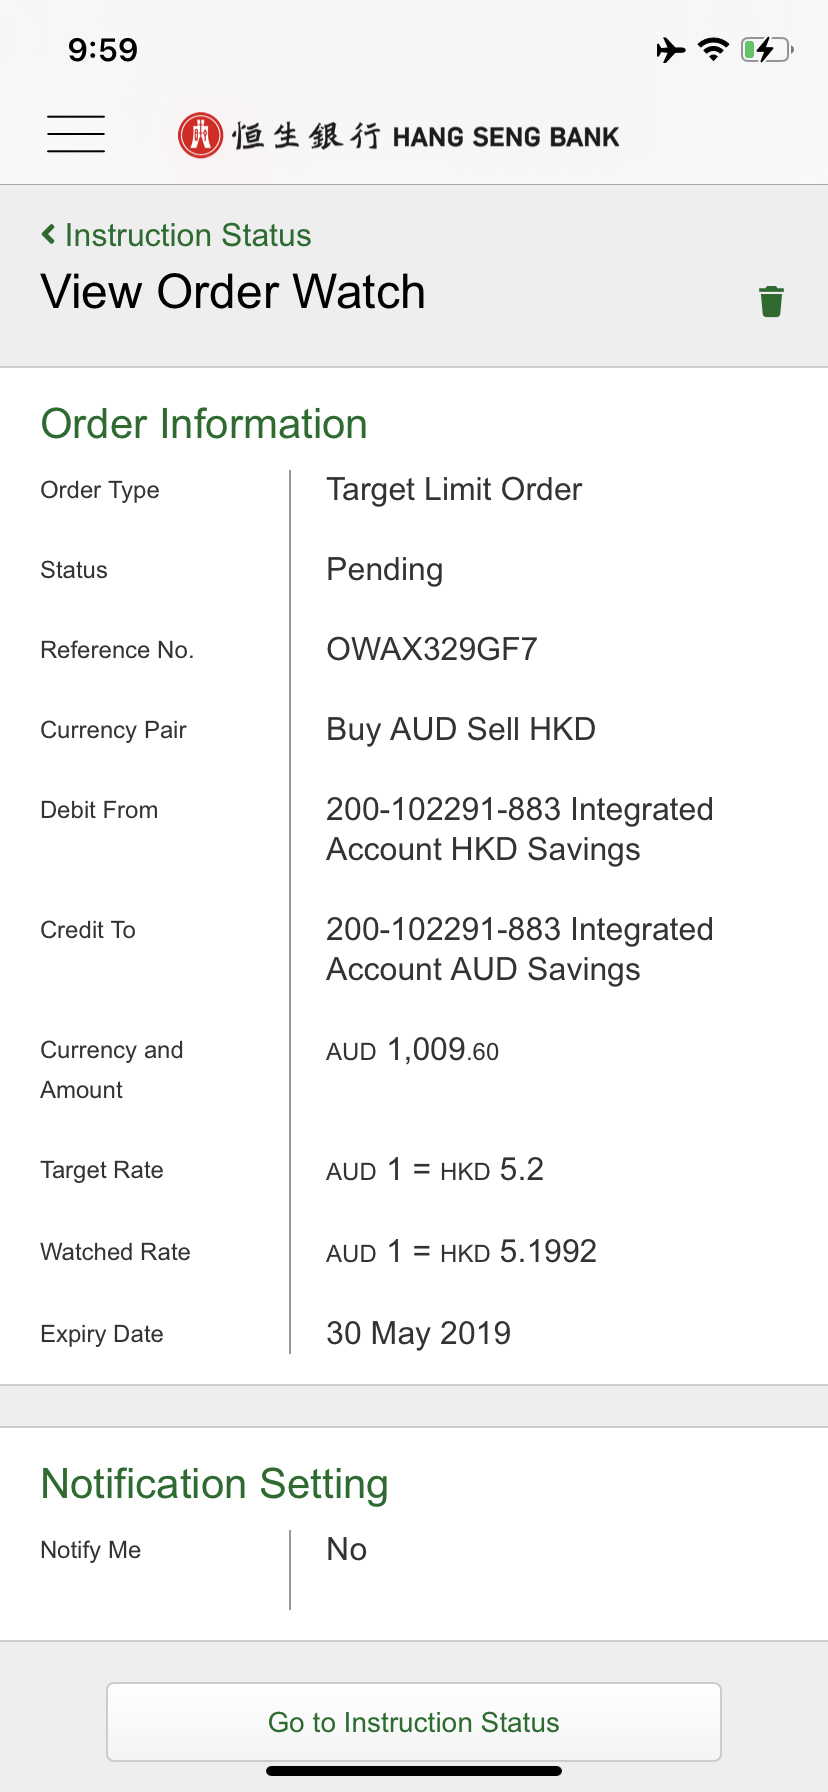 9:59
恒生銀行 HANG SENG BANK
Instruction Status
View Order Watch
Order Information
Order Type Target Limit Order
Status Pending
Reference No. OWAX329GF7
Currency Pair Buy AUD Sell HKD
Debit From 200-102291-883 Integrated
Account HKD Savings
Credit To 200-102291-883 Integrated
Account AUD Savings
Currency and AUD 1,009.60
Amount
Target Rate AUD 1 = HKD 5.2
Watched Rate AUD 1 = HKD 5.1992
Expiry Date 30 May 2019
Notification Setting
Notify Me No
Go to Instruction Status